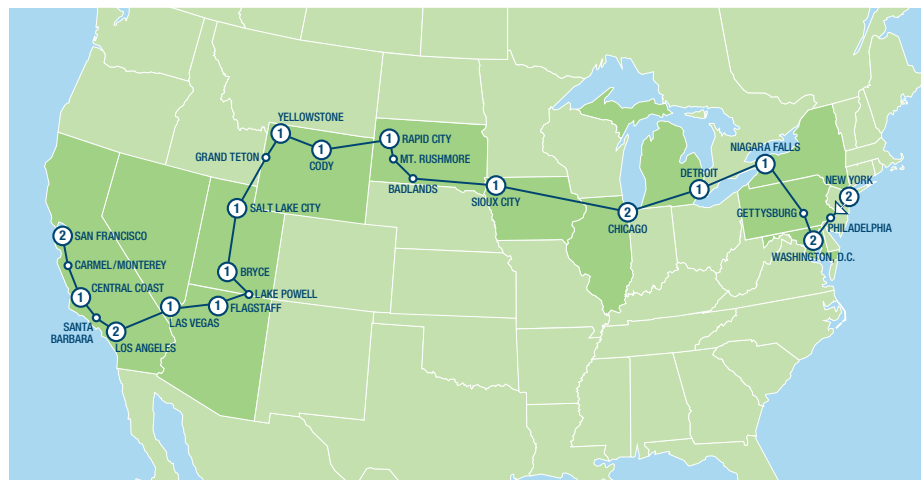 YELLOWSTONE
1
1
RAPID CITY
GRAND TETON
1
CODY
MT. RUSHMORE
BADLANDS
1
SIOUX CITY
NIAGARA FALLS
1
DETROIT
1
NEW YORK
2
GETTYSBURG
PHILADELPHIA
2
WASHINGTON, D.C.
2
CHICAGO
1
SALT LAKE CITY
2
SAN FRANCISCO
CARMEL/MONTEREY
1
BRYCE
1
CENTRAL COAST
LAKE POWELL
1
LAS VEGAS
1
FLAGSTAFF
SANTA
BARBARA
2
LOS ANGELES